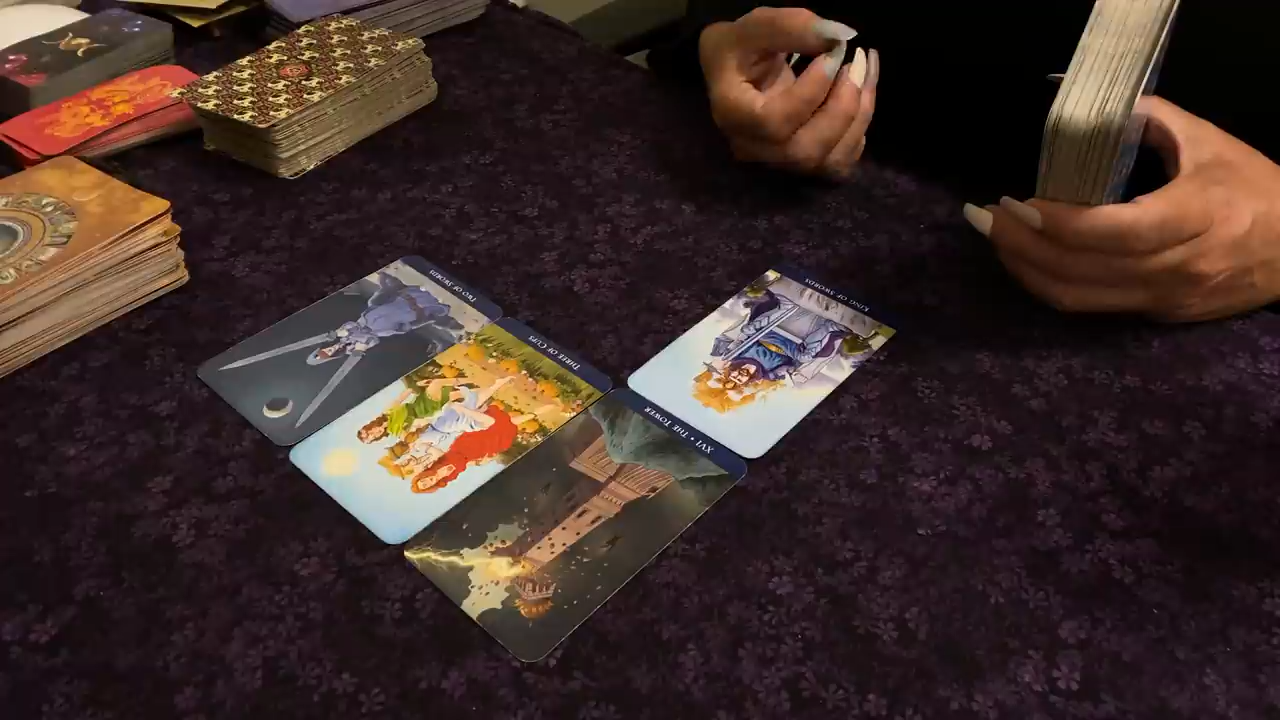 TWO OF SWORDS
THREE OF CUPS
XVI • THE TOWER
KING OF SWORDS